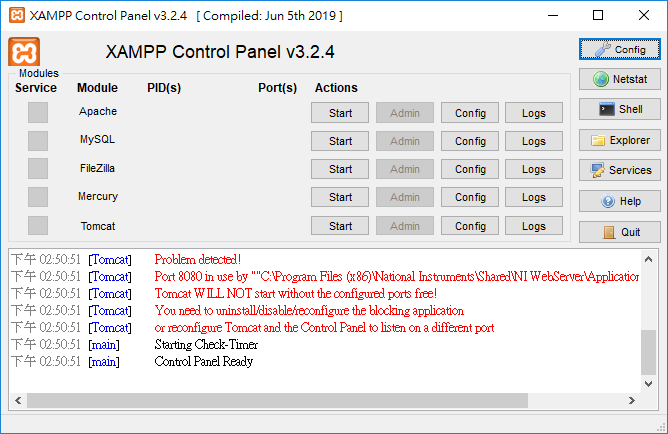 XAMPP Control Panel v3.2.4 [ Compiled: Jun 5th 2019 ]
XAMPP Control Panel v3.2.4
Config
Modules
Service Module PID(s) Port(s) Actions
Netstat
Apache Start Admin Config Logs
Shell
MySQL Start Admin Config Logs
Explorer
FileZilla Start Admin Config Logs
Services
Mercury Start Admin Config Logs
Help
Tomcat Start Admin Config Logs
Quit
下午 02:50:51 [Tomcat] Problem detected!
下午 02:50:51 [Tomcat] Port 8080 in use by ""C:\Program Files (x86)\National Instruments\Shared\NI WebServer\Application
下午 02:50:51 [Tomcat] Tomcat WILL NOT start without the configured ports free!
下午 02:50:51 [Tomcat] You need to uninstall/disable/reconfigure the blocking application
下午 02:50:51 [Tomcat] or reconfigure Tomcat and the Control Panel to listen on a different port
下午 02:50:51 [main] Starting Check-Timer
下午 02:50:51 [main] Control Panel Ready